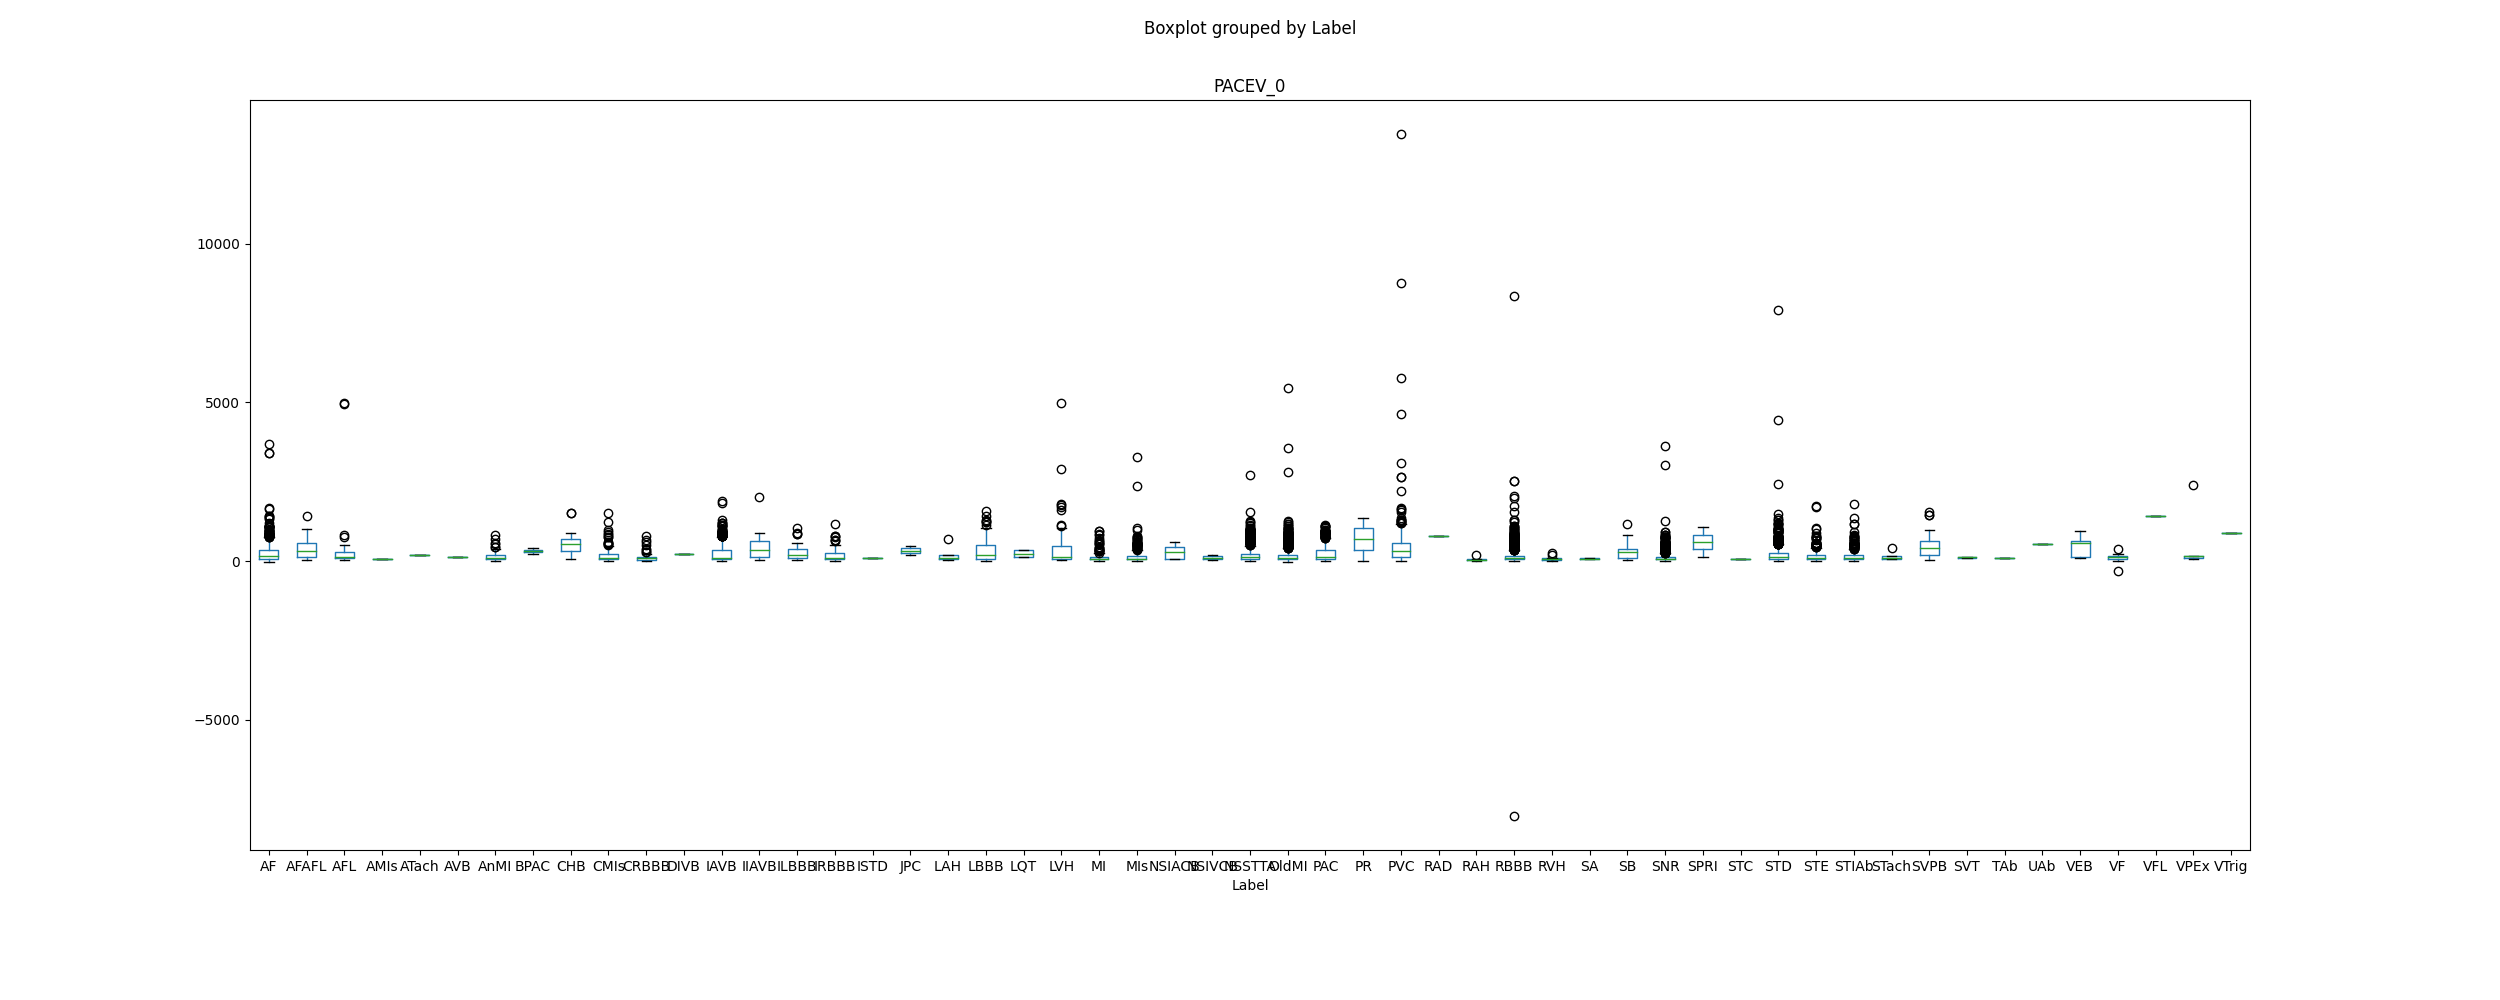 Boxplot grouped by Label
PACEV_0
10000
5000
0
−5000
AF AFAFL AFL AMIs ATach AVB AnMI BPAC CHB CMIs CRBBB DIVB IAVB IIAVB ILBBB IRBBB ISTD JPC LAH LBBB LQT LVH MI MIs NSIACB NSIVCB NSSTTA OldMI PAC PR PVC RAD RAH RBBB RVH SA SB SNR SPRI STC STD STE STIAb STach SVPB SVT TAb UAb VEB VF VFL VPEx VTrig
Label